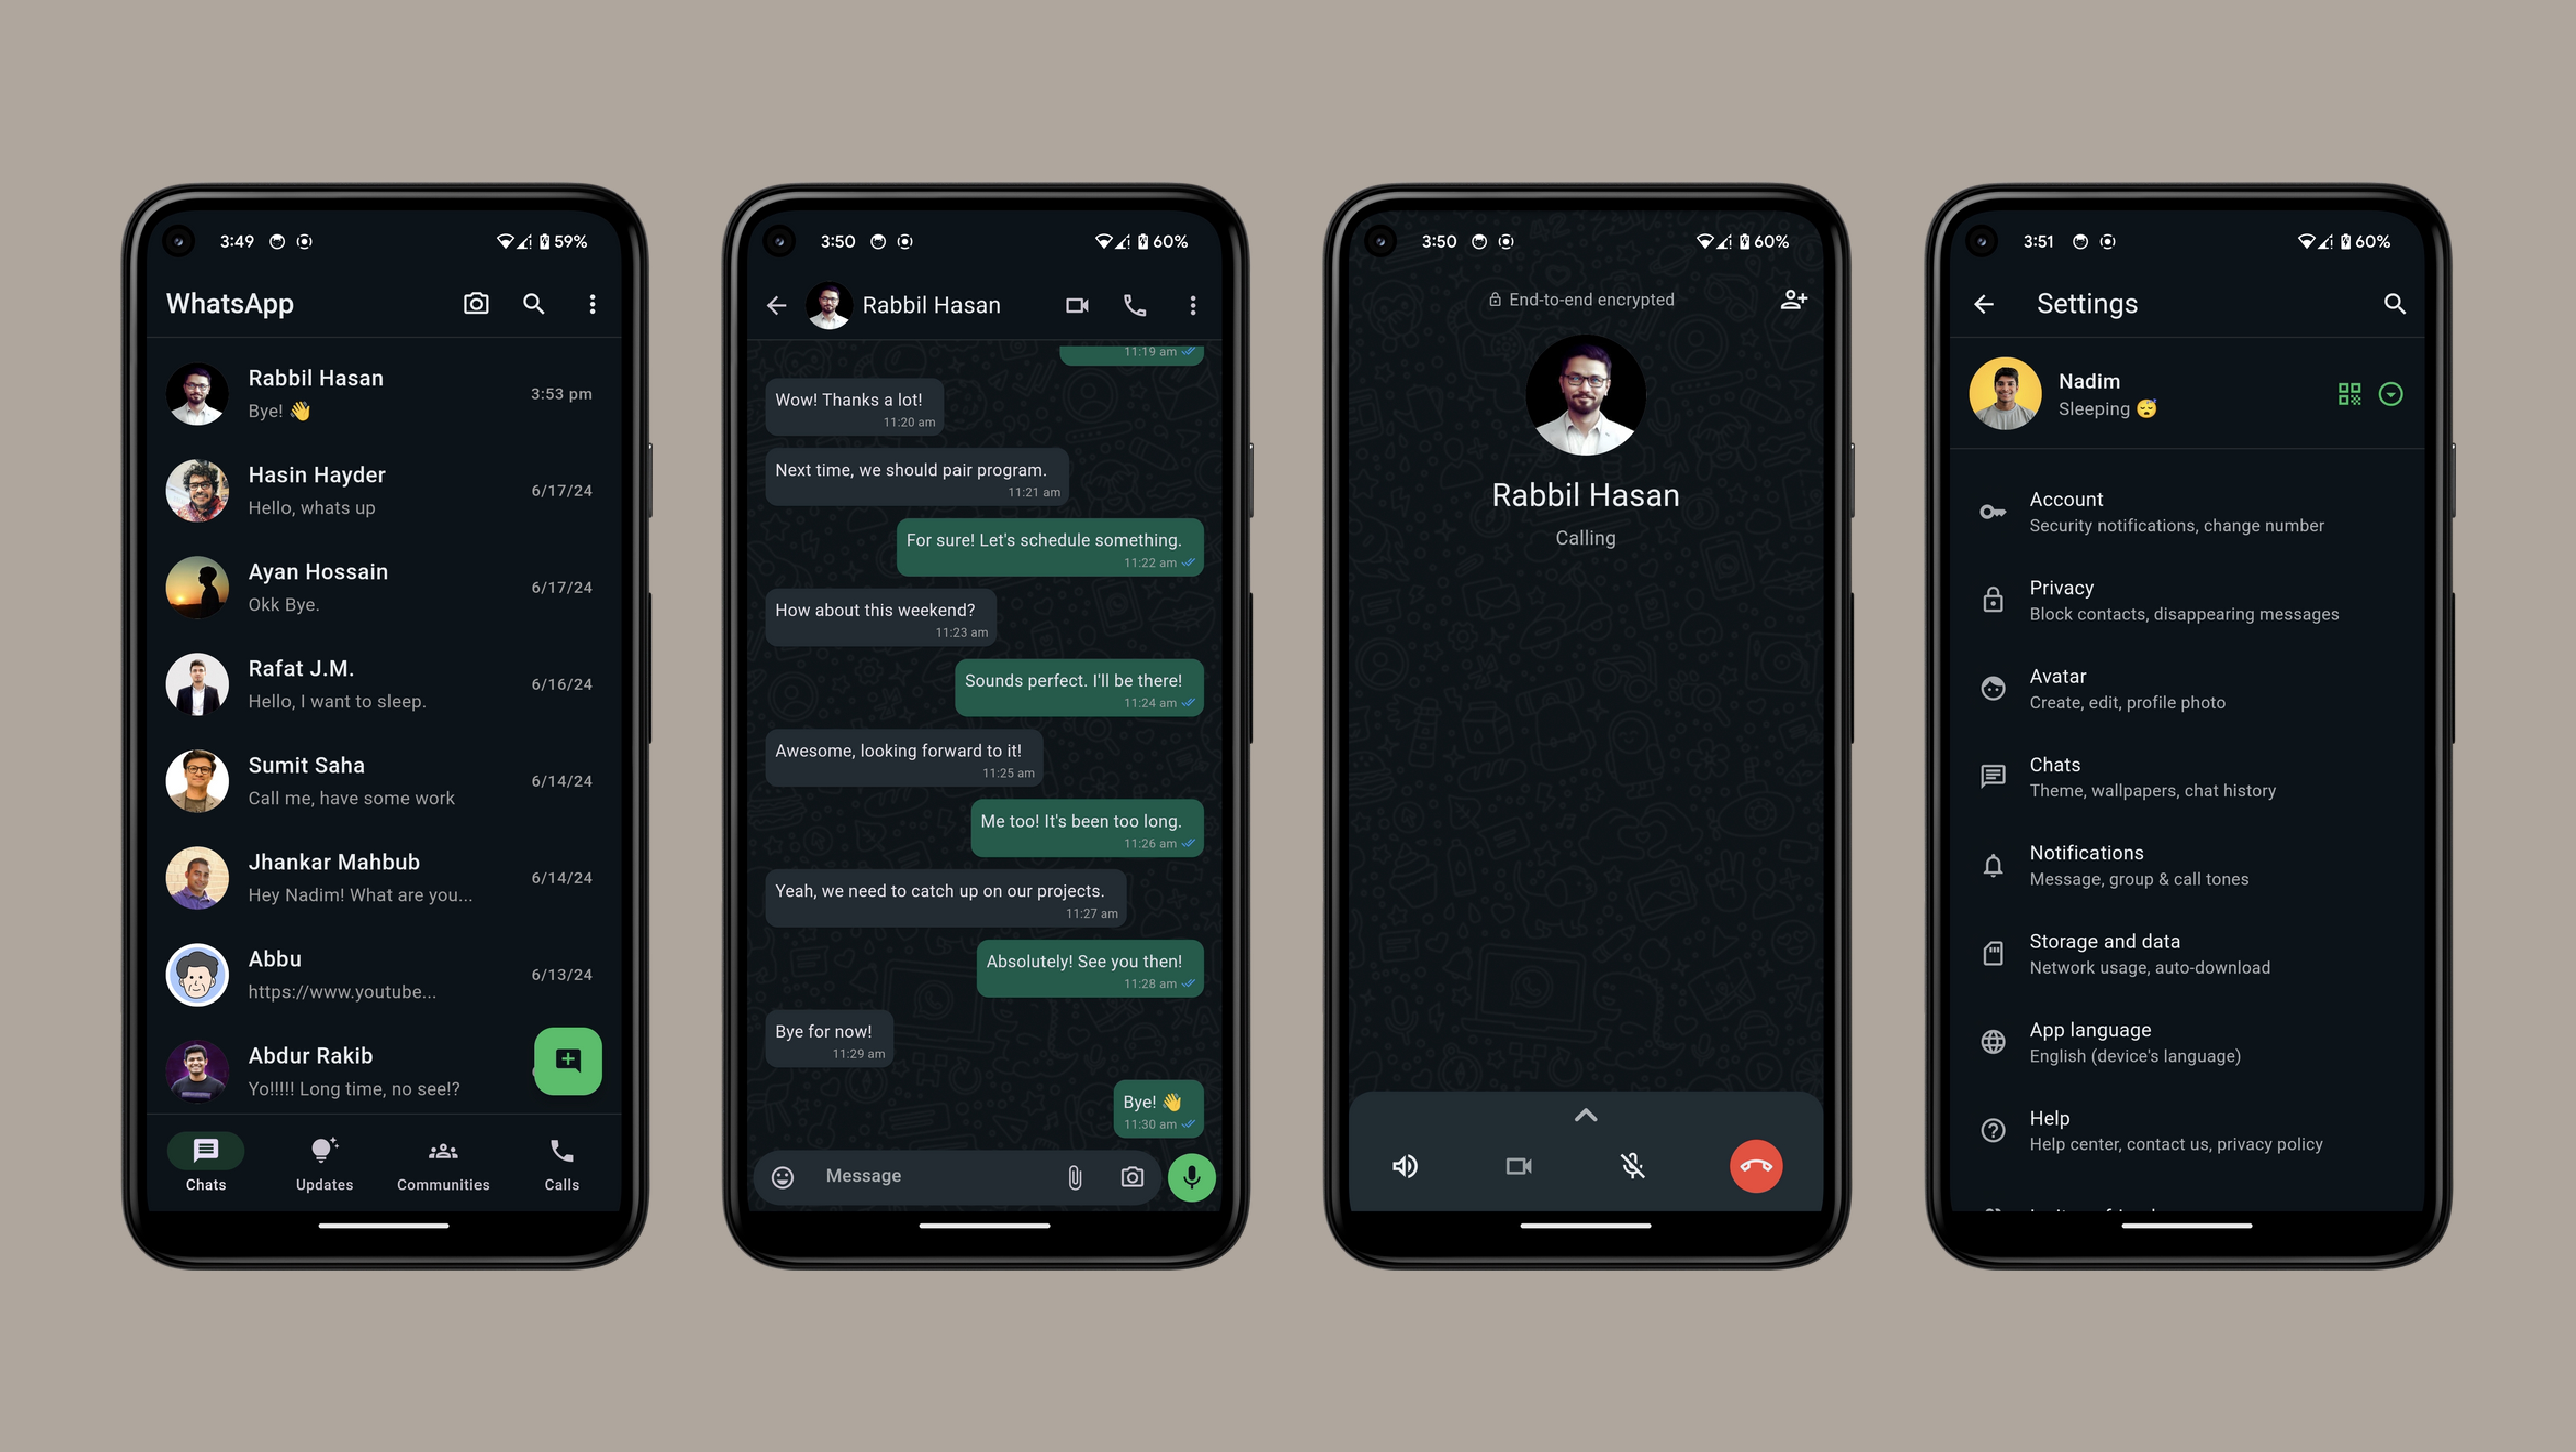 3:49 59%
WhatsApp
Rabbil Hasan
Bye! 👋
3:53 pm
Hasin Hayder
Hello, whats up
6/17/24
Ayan Hossain
Okk Bye.
6/17/24
Rafat J.M.
Hello, I want to sleep.
6/16/24
Sumit Saha
Call me, have some work
6/14/24
Jhankar Mahbub
Hey Nadim! What are you...
6/14/24
Abbu
https://www.youtube...
6/13/24
Abdur Rakib
Yo!!!! Long time, no see!?
Chats Updates Communities Calls
3:50 60%
Rabbil Hasan
11:19 am
Wow! Thanks a lot!
11:20 am
Next time, we should pair program.
11:21 am
For sure! Let's schedule something.
11:22 am
How about this weekend?
11:23 am
Sounds perfect. I'll be there!
11:24 am
Awesome, looking forward to it!
11:25 am
Me too! It's been too long.
11:26 am
Yeah, we need to catch up on our projects.
11:27 am
Absolutely! See you then!
11:28 am
Bye for now!
11:29 am
Bye! 👋
11:30 am
Message
3:50 60%
End-to-end encrypted
Rabbil Hasan
Calling
3:51 60%
Settings
Nadim
Sleeping 😴
Account
Security notifications, change number
Privacy
Block contacts, disappearing messages
Avatar
Create, edit, profile photo
Chats
Theme, wallpapers, chat history
Notifications
Message, group & call tones
Storage and data
Network usage, auto-download
App language
English (device's language)
Help
Help center, contact us, privacy policy